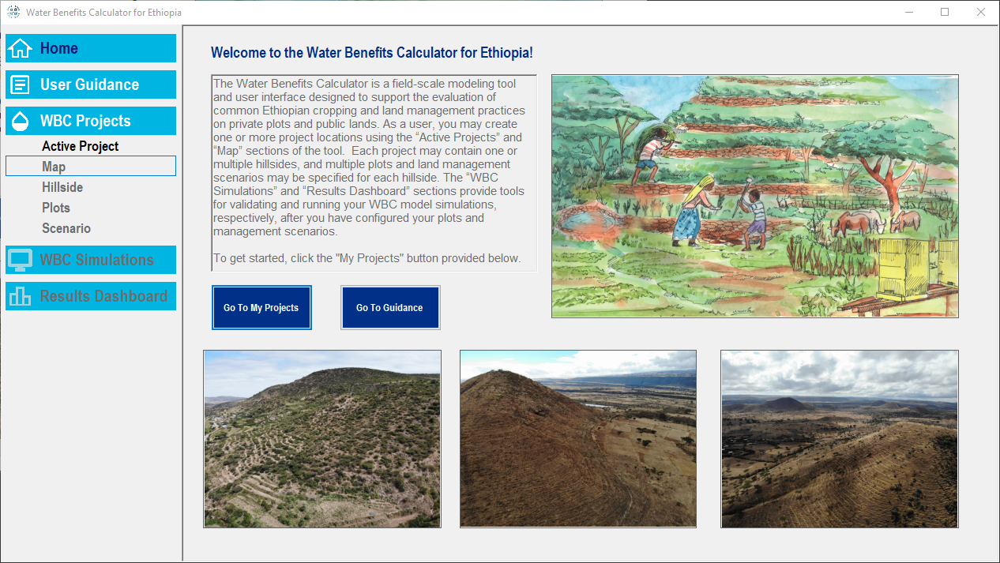 Water Benefits Calculator for Ethiopia
Home
User Guidance
WBC Projects
Active Project
Map
Hillside
Plots
Scenario
WBC Simulations
Results Dashboard
Welcome to the Water Benefits Calculator for Ethiopia!
The Water Benefits Calculator is a field-scale modeling tool
and user interface designed to support the evaluation of
common Ethiopian cropping and land management practices
on private plots and public lands. As a user, you may create
one or more project locations using the “Active Projects” and
“Map” sections of the tool.  Each project may contain one or
multiple hillsides, and multiple plots and land management
scenarios may be specified for each hillside. The “WBC
Simulations” and “Results Dashboard” sections provide tools
for validating and running your WBC model simulations,
respectively, after you have configured your plots and
management scenarios.
To get started, click the "My Projects" button provided below.
Go To My Projects
Go To Guidance